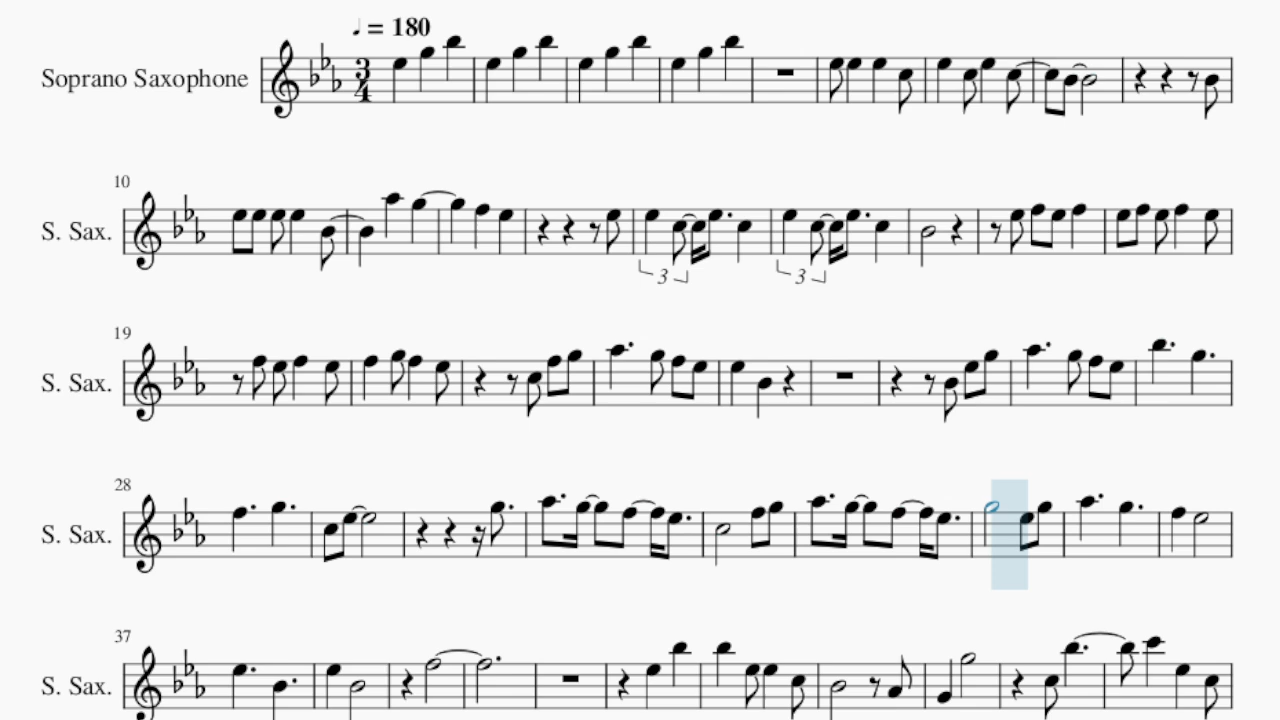 ♩ = 180
Soprano Saxophone
3
4
10
S. Sax.
3
3
19
S. Sax.
28
S. Sax.
37
S. Sax.